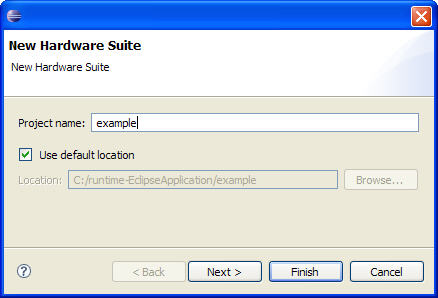 New Hardware Suite
New Hardware Suite
Project name: example
Use default location
Location: C:/runtime-EclipseApplication/example Browse...
? < Back Next > Finish Cancel